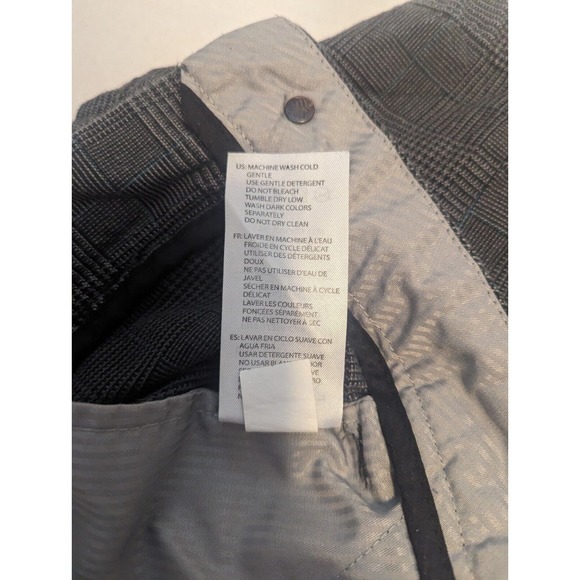 US: MACHINE WASH COLD
GENTLE
USE GENTLE DETERGENT
DO NOT BLEACH
TUMBLE DRY LOW
WASH DARK COLORS
SEPARATELY
DO NOT DRY CLEAN
FR: LAVER EN MACHINE À L'EAU
FROIDE EN CYCLE DÉLICAT
UTILISER DES DÉTERGENTS
DOUX
NE PAS UTILISER D'EAU DE
JAVEL
SECHER EN MACHINE À CYCLE
DÉLICAT
LAVER LES COULEURS
FONCÉES SÉPARÉMENT
NE PAS NETTOYER À SEC
ES: LAVAR EN CICLO SUAVE CON
AGUA FRIA
USAR DETERGENTE SUAVE
NO USAR